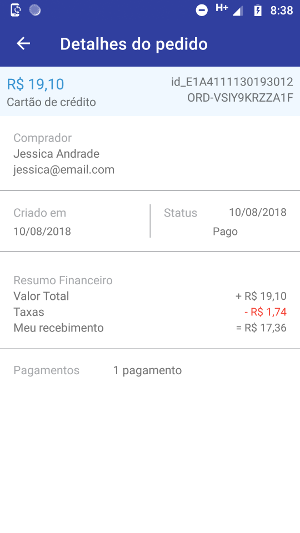 H+ 8:38
Detalhes do pedido
R$ 19,10
id_E1A4111130193012
Cartão de crédito
ORD-VSIY9KRZZA1F
Comprador
Jessica Andrade
jessica@email.com
Criado em
10/08/2018
Status 10/08/2018
Pago
Resumo Financeiro
Valor Total + R$ 19,10
Taxas - R$ 1,74
Meu recebimento = R$ 17,36
Pagamentos 1 pagamento